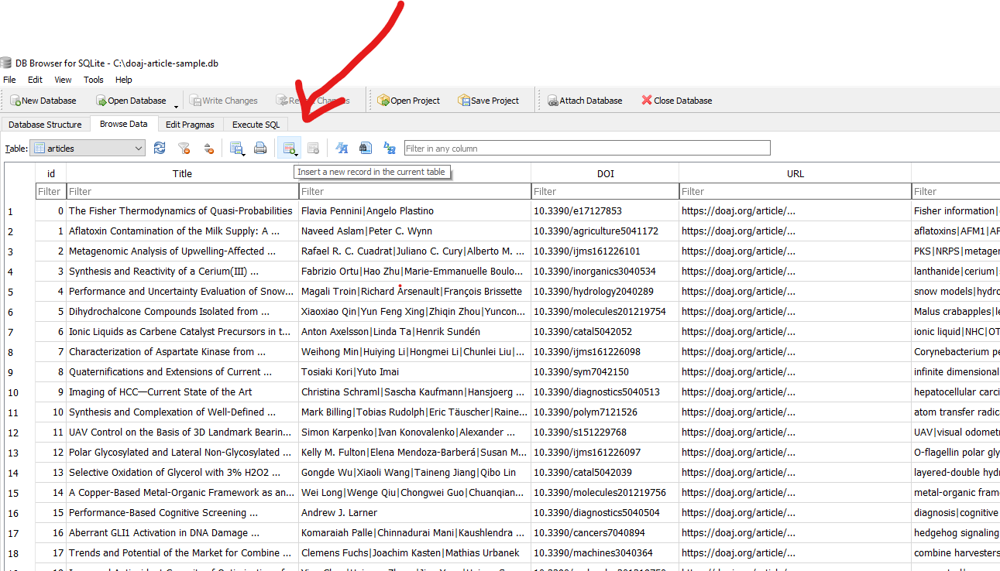 DB Browser for SQLite - C:\doaj-article-sample.db
File Edit View Tools Help
New Database Open Database Write Changes Changes Open Project Save Project Attach Database Close Database
Database Structure Browse Data Edit Pragmas Execute SQL
Table: articles Filter in any column
Insert a new record in the current table
id Title DOI URL
Filter Filter Filter Filter Filter Filter
1 0 The Fisher Thermodynamics of Quasi-Probabilities Flavia Pennini|Angelo Plastino 10.3390/e17127853 https://doaj.org/article/... Fisher information|
2 1 Aflatoxin Contamination of the Milk Supply: A ... Naveed Aslam|Peter C. Wynn 10.3390/agriculture5041172 https://doaj.org/article/... aflatoxins|AFM1|AF
3 2 Metagenomic Analysis of Upwelling-Affected ... Rafael R. C. Cuadrat|Juliano C. Cury|Alberto M. ... 10.3390/ijms161226101 https://doaj.org/article/... PKS|NRPS|metagen
4 3 Synthesis and Reactivity of a Cerium(III) ... Fabrizio Ortu|Hao Zhu|Marie-Emmanuelle Boulo... 10.3390/inorganics3040534 https://doaj.org/article/... lanthanide|cerium|
5 4 Performance and Uncertainty Evaluation of Snow... Magali Troin|Richard Arsenault|François Brissette 10.3390/hydrology2040289 https://doaj.org/article/... snow models|hydro
6 5 Dihydrochalcone Compounds Isolated from ... Xiaoxiao Qin|Yun Feng Xing|Zhiqin Zhou|Yuncon... 10.3390/molecules201219754 https://doaj.org/article/... Malus crabapples|le
7 6 Ionic Liquids as Carbene Catalyst Precursors in t... Anton Axelsson|Linda Ta|Henrik Sundén 10.3390/catal5042052 https://doaj.org/article/... ionic liquid|NHC|OT
8 7 Characterization of Aspartate Kinase from ... Weihong Min|Huiying Li|Hongmei Li|Chunlei Liu|... 10.3390/ijms161226098 https://doaj.org/article/... Corynebacterium pe
9 8 Quaternifications and Extensions of Current ... Tosiaki Kori|Yuto Imai 10.3390/sym7042150 https://doaj.org/article/... infinite dimensional
10 9 Imaging of HCC—Current State of the Art Christina Schraml|Sascha Kaufmann|Hansjoerg ... 10.3390/diagnostics5040513 https://doaj.org/article/... hepatocellular carci
11 10 Synthesis and Complexation of Well-Defined ... Mark Billing|Tobias Rudolph|Eric Täuscher|Raine... 10.3390/polym7121526 https://doaj.org/article/... atom transfer radic
12 11 UAV Control on the Basis of 3D Landmark Bearin... Simon Karpenko|Ivan Konovalenko|Alexander ... 10.3390/s151229768 https://doaj.org/article/... UAV|visual odometr
13 12 Polar Glycosylated and Lateral Non-Glycosylated ... Kelly M. Fulton|Elena Mendoza-Barberá|Susan M... 10.3390/ijms161226097 https://doaj.org/article/... O-flagellin polar gly
14 13 Selective Oxidation of Glycerol with 3% H2O2 ... Gongde Wu|Xiaoli Wang|Taineng Jiang|Qibo Lin 10.3390/catal5042039 https://doaj.org/article/... layered-double hydr
15 14 A Copper-Based Metal-Organic Framework as an... Wei Long|Wenge Qiu|Chongwei Guo|Chuanqian... 10.3390/molecules201219756 https://doaj.org/article/... metal-organic fram
16 15 Performance-Based Cognitive Screening ... Andrew J. Larner 10.3390/diagnostics5040504 https://doaj.org/article/... diagnosis|cognitive
17 16 Aberrant GLI1 Activation in DNA Damage ... Komaraiah Palle|Chinnadurai Mani|Kaushlendra ... 10.3390/cancers7040894 https://doaj.org/article/... hedgehog signaling
18 17 Trends and Potential of the Market for Combine ... Clemens Fuchs|Joachim Kasten|Mathias Urbanek 10.3390/machines3040364 https://doaj.org/article/... combine harvesters